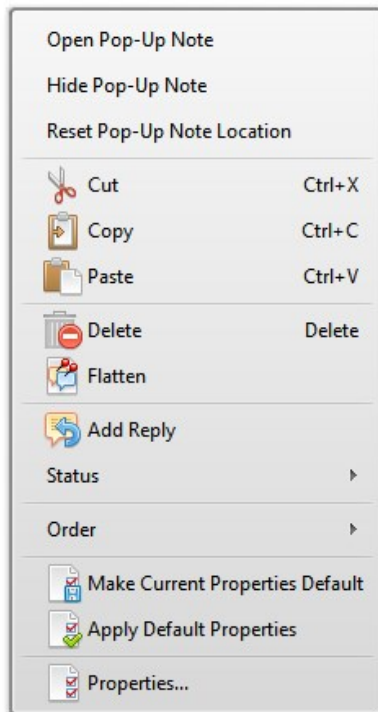 Open Pop-Up Note
Hide Pop-Up Note
Reset Pop-Up Note Location
Cut Ctrl+X
Copy Ctrl+C
Paste Ctrl+V
Delete Delete
Flatten
Add Reply
Status
Order
Make Current Properties Default
Apply Default Properties
Properties...